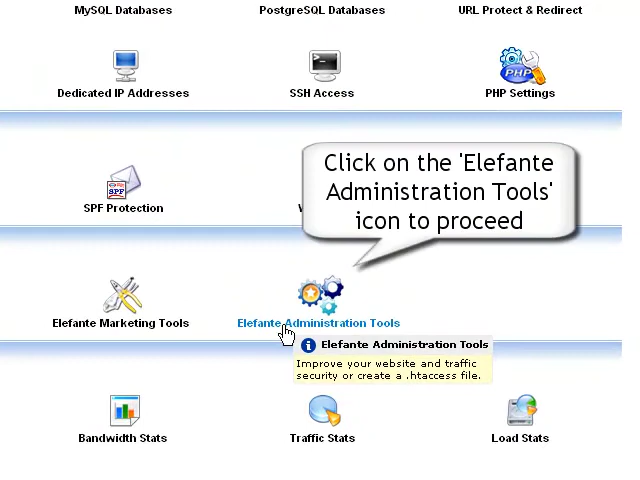 MySQL Databases
PostgreSQL Databases
URL Protect & Redirect
Dedicated IP Addresses
SSH Access
PHP
PHP Settings
Click on the 'Elefante
Administration Tools'
icon to proceed
SPF
SPF Protection
Elefante Marketing Tools
Elefante Administration Tools
Elefante Administration Tools
Improve your website and traffic
security or create a .htaccess file.
Bandwidth Stats
Traffic Stats
Load Stats